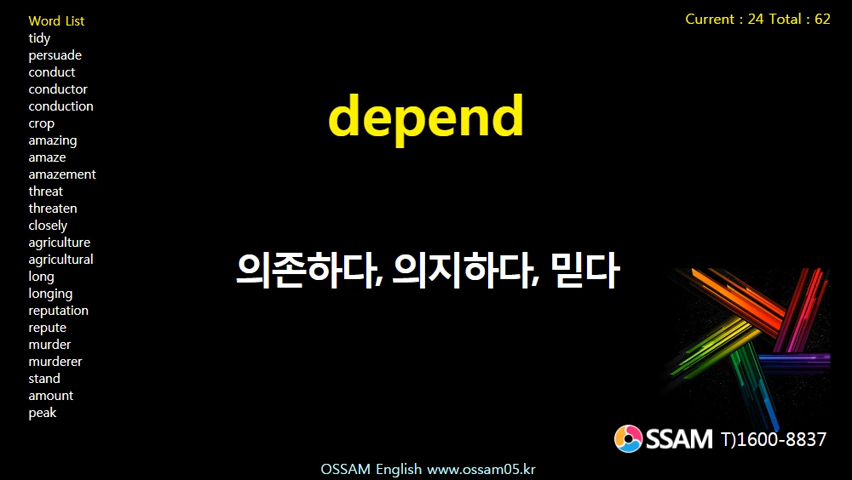 Word List
tidy
persuade
conduct
conductor
conduction
crop
amazing
amaze
amazement
threat
threaten
closely
agriculture
agricultural
long
longing
reputation
repute
murder
murderer
stand
amount
peak
Current : 24 Total : 62
depend
의존하다, 의지하다, 믿다
OSSAM T)1600-8837
OSSAM English www.ossam05.kr